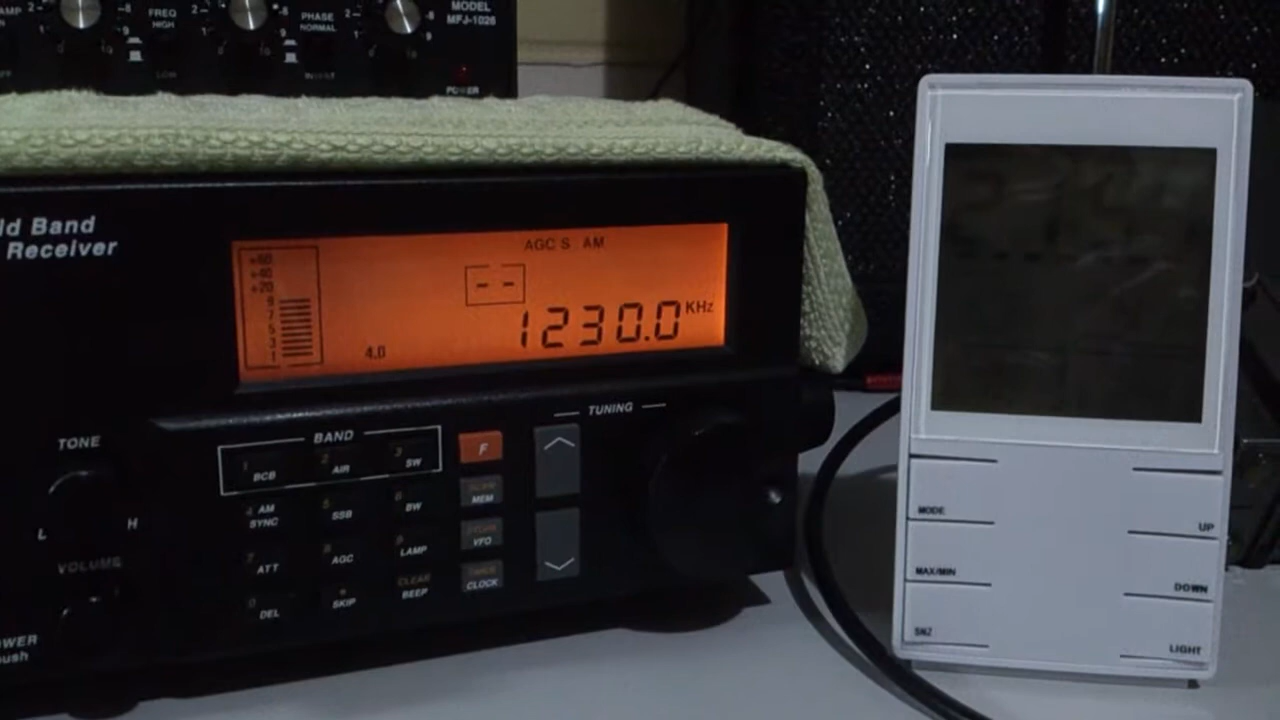 MODEL
MFJ-1026
FREQ
HIGH
LOW
PHASE
NORMAL
INVERT
POWER
ld Band
Receiver
AGC S AM
+60
+40
+20
9
7
5
3
1
- -
4.0
1230.0 KHz
TONE
L H
VOLUME
OWER
ush
BAND
1 BCB
2 AIR
3 SW
4 AM SYNC
5 SSB
6 BW
7 ATT
8 AGC
9 LAMP
0 DEL
SKIP
CLEAR BEEP
F
MEM
VFO
CLOCK
TUNING
MODE
UP
MAX/MIN
DOWN
SNZ
LIGHT